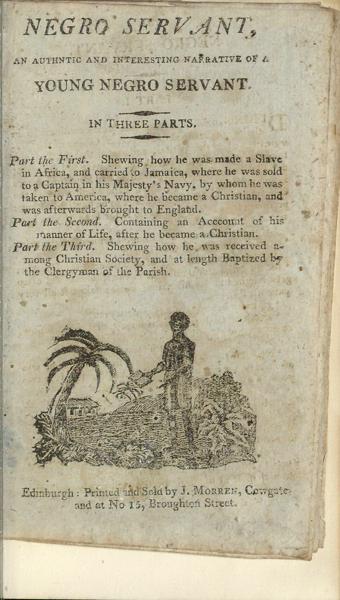 NEGRO SERVANT,
AN AUTHNTIC AND INTERESTING NARRATIVE OF A
YOUNG NEGRO SERVANT.
IN THREE PARTS.
Part the First. Shewing how he was made a Slave
in Africa, and carried to Jamaica, where he was sold
to a Captain in his Majesty's Navy, by whom he was
taken to America, where he became a Christian, and
was afterwards brought to England.
Part the Second. Containing an Acccount of his
manner of Life, after he became a Christian.
Part the Third. Shewing how he was received a-
mong Christian Society, and at length Baptized by
the Clergyman of the Parish.
Edinburgh: Printed and Sold by J. MORREN, Cowgate
and at No 15, Broughton Street.